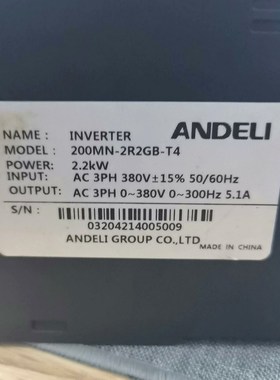 ANDELI
NAME : INVERTER
MODEL : 200MN-2R2GB-T4
POWER: 2.2kW
INPUT: AC 3PH 380V±15% 50/60Hz
OUTPUT: AC 3PH 0~380V 0~300Hz 5.1A
S/N :
03204214005009
MADE IN CHINA
ANDELI GROUP CO.,LTD